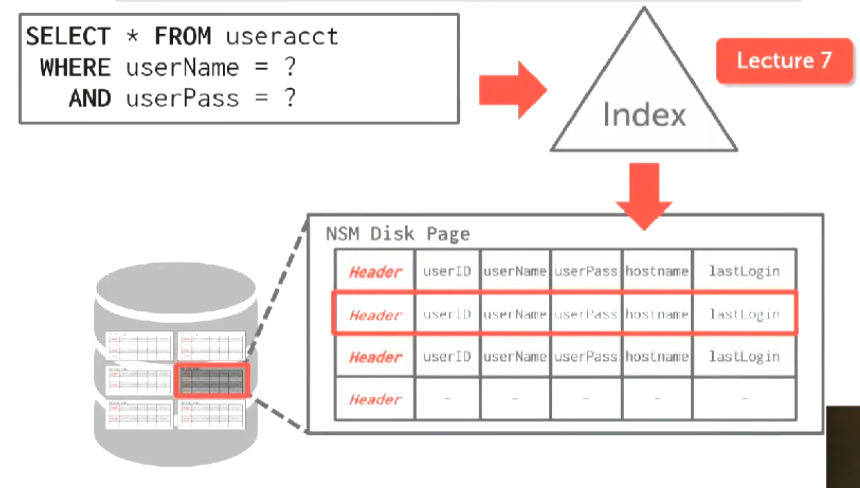 SELECT * FROM useracct
WHERE userName = ?
AND userPass = ?
Lecture 7
Index
NSM Disk Page
Header userID userName userPass hostname lastLogin
Header userID userName userPass hostname lastLogin
Header userID userName userPass hostname lastLogin
Header - - - - -